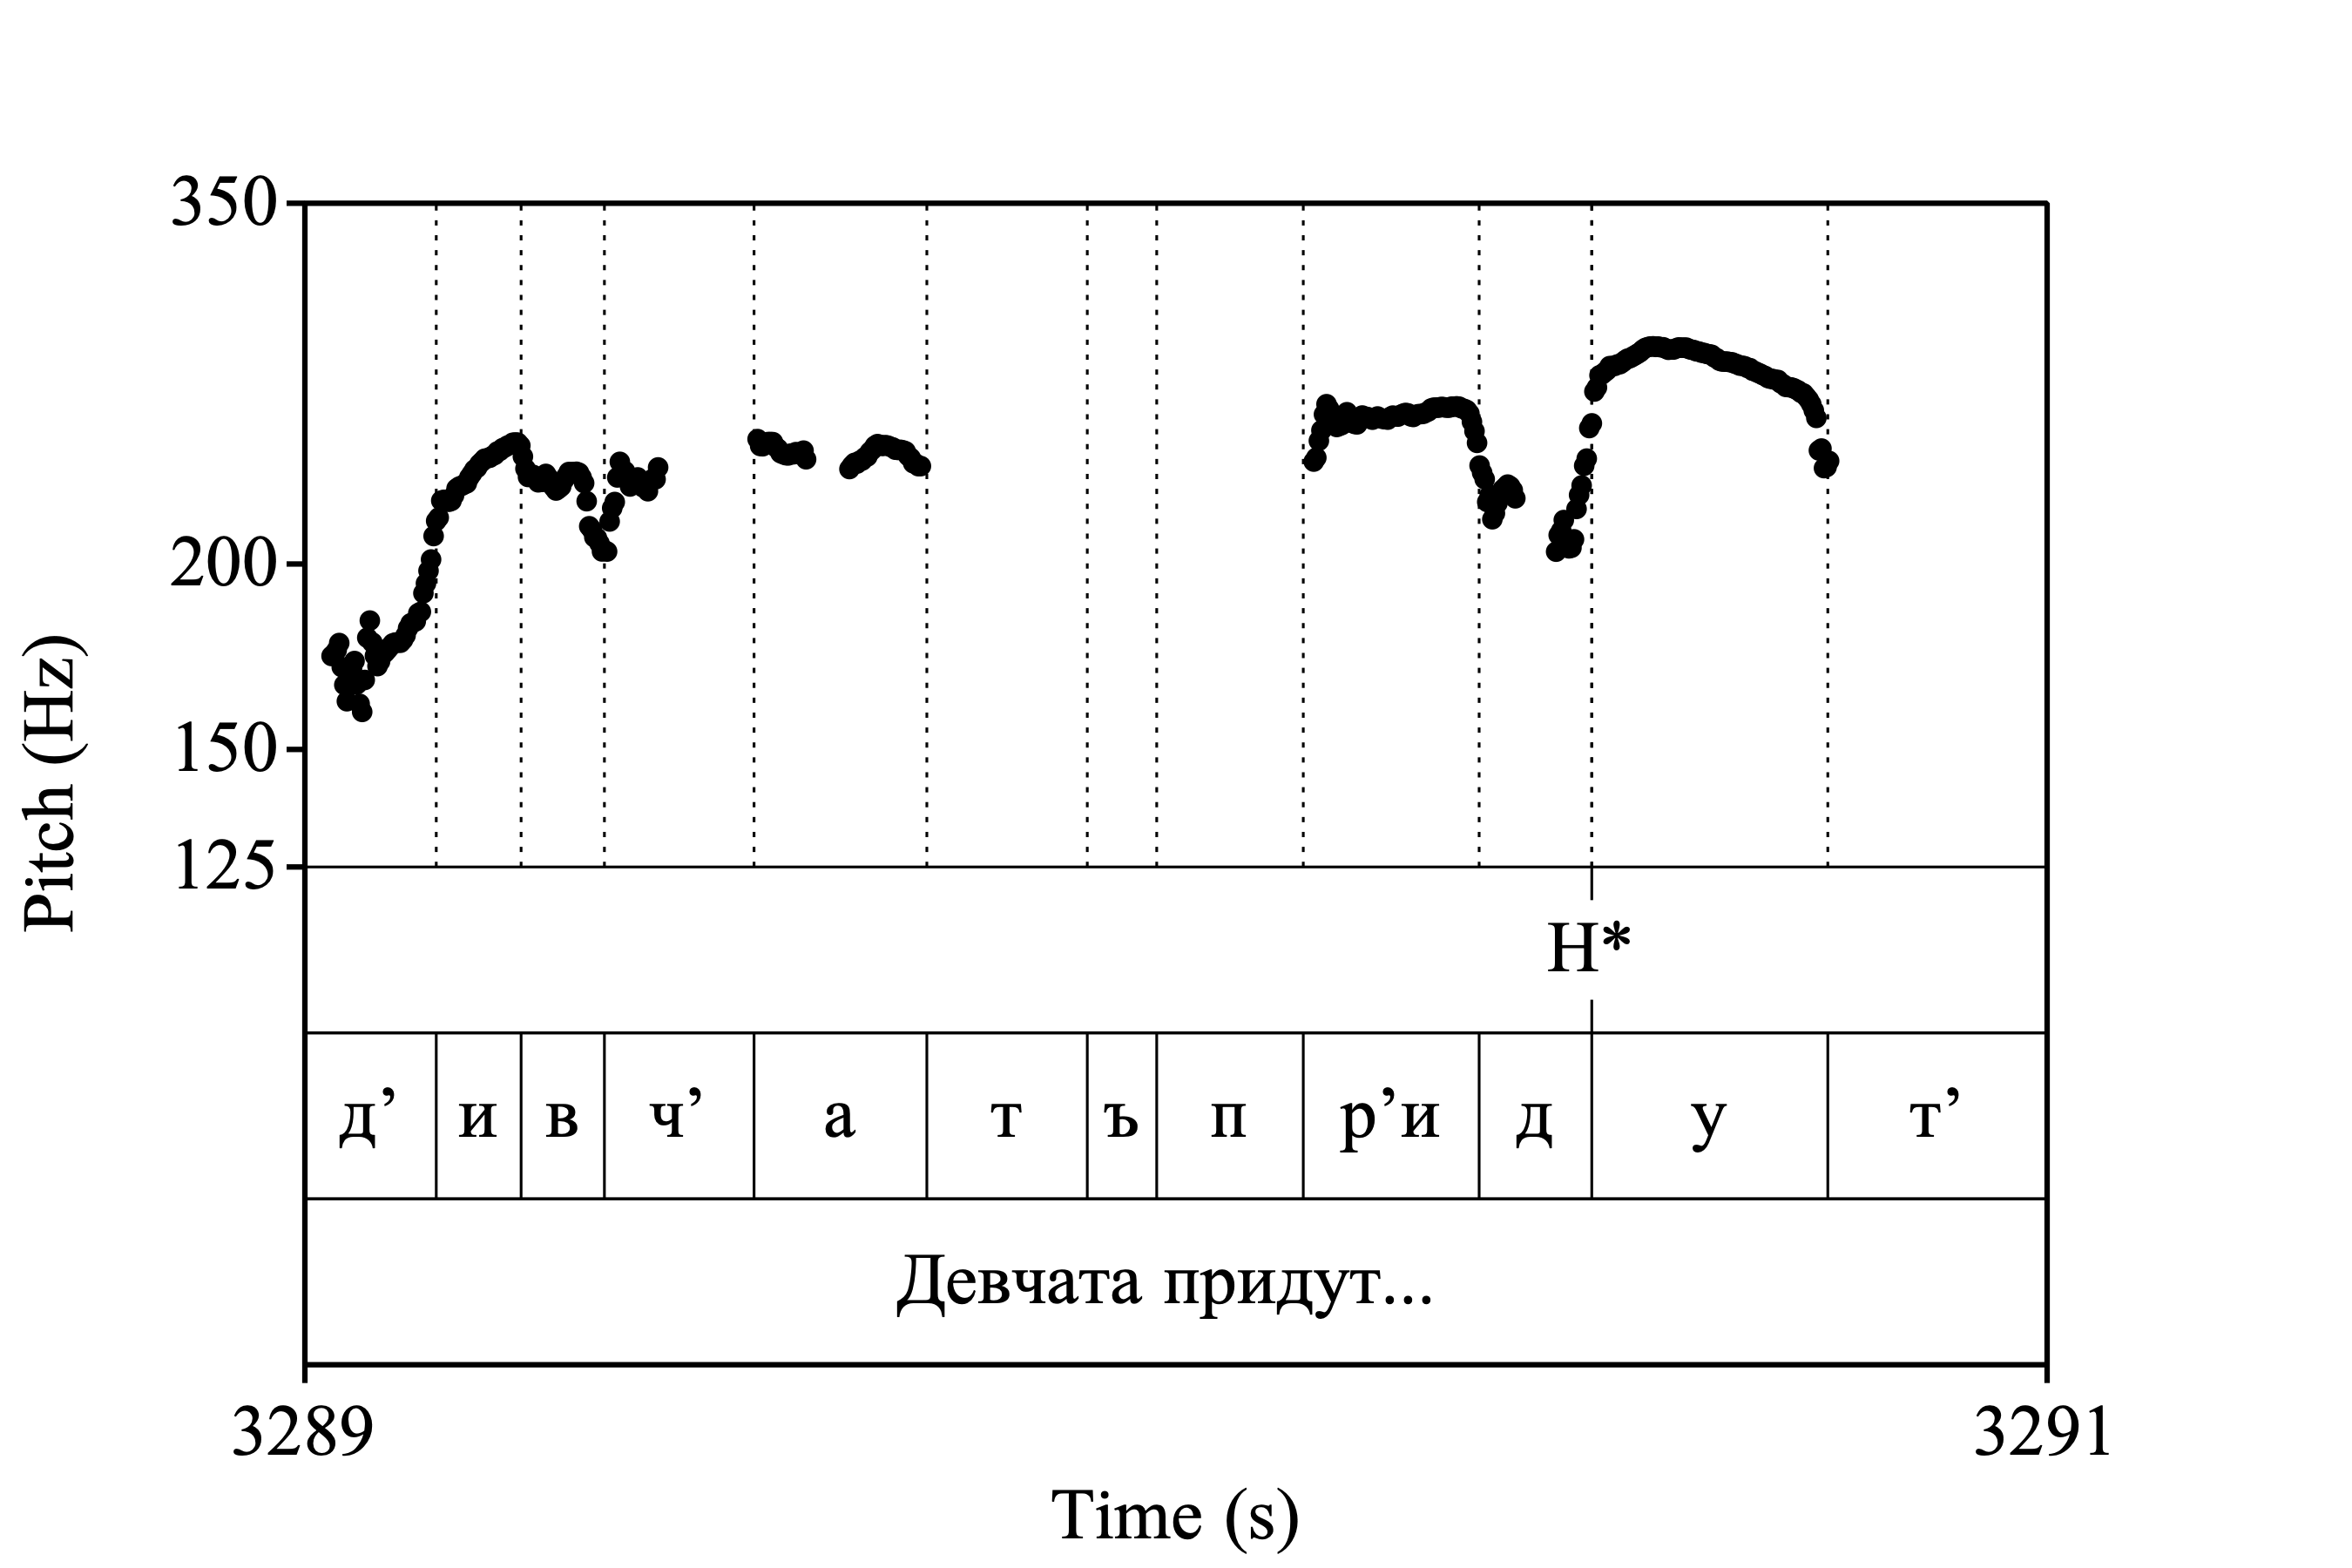 350
200
150
125
Pitch (Hz)
H*
д’ и в ч’ а т ъ п р’и д у т’
Девчата придут...
3289 3291
Time (s)